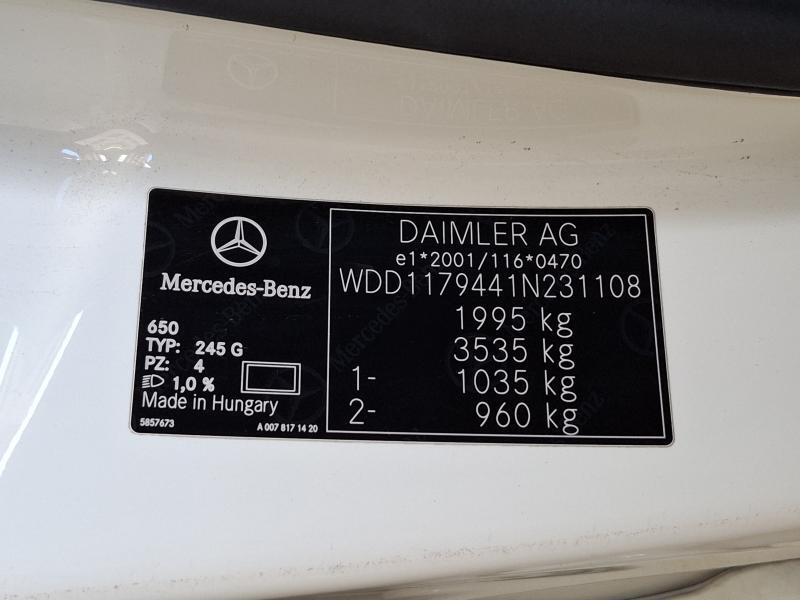 Mercedes-Benz
650
TYP: 245 G
PZ: 4
1,0 %
Made in Hungary
5857673
A 007 817 14 20
DAIMLER AG
e1*2001/116*0470
WDD1179441N231108
1995 kg
3535 kg
1- 1035 kg
2- 960 kg